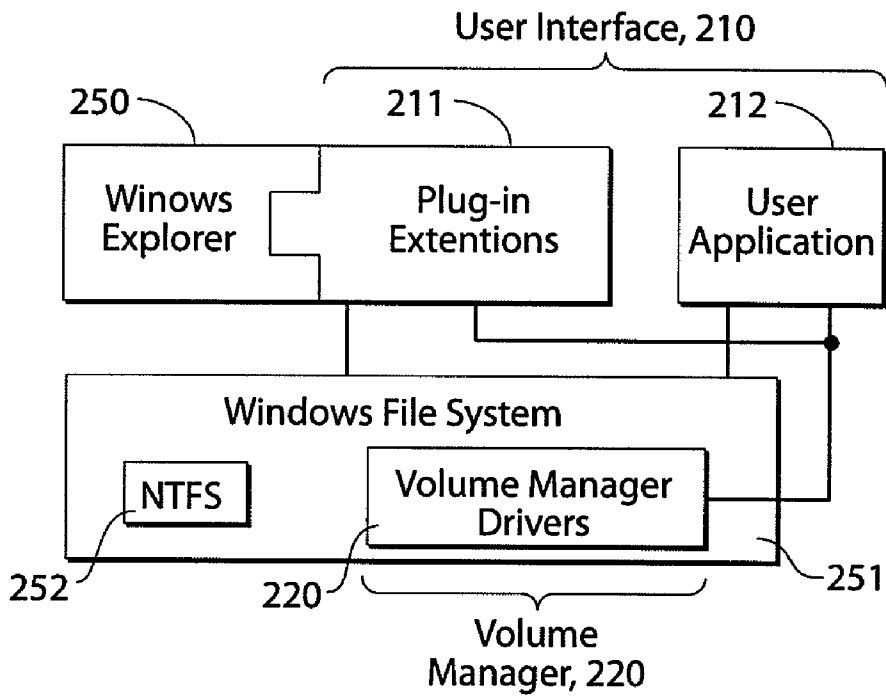 User Interface, 210
250
211
212
Winows
Explorer
Plug-in
Extentions
User
Application
Windows File System
NTFS
Volume Manager
Drivers
252
220
251
Volume
Manager, 220